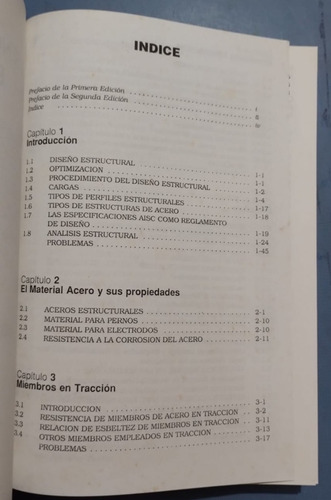 INDICE
Prefacio de la Primera Edición i
Prefacio de la Segunda Edición ii
Indice iv
Capítulo 1
Introducción
1.1 DISEÑO ESTRUCTURAL 1-1
1.2 OPTIMIZACION 1-1
1.3 PROCEDIMIENTO DEL DISEÑO ESTRUCTURAL 1-2
1.4 CARGAS 1-4
1.5 TIPOS DE PERFILES ESTRUCTURALES 1-17
1.6 TIPOS DE ESTRUCTURAS DE ACERO 1-18
1.7 LAS ESPECIFICACIONES AISC COMO REGLAMENTO
DE DISEÑO 1-19
1.8 ANALISIS ESTRUCTURAL 1-24
PROBLEMAS 1-45
Capítulo 2
El Material Acero y sus propiedades
2.1 ACEROS ESTRUCTURALES 2-1
2.2 MATERIAL PARA PERNOS 2-10
2.3 MATERIAL PARA ELECTRODOS 2-10
2.4 RESISTENCIA A LA CORROSION DEL ACERO 2-11
Capítulo 3
Miembros en Tracción
3.1 INTRODUCCION 3-1
3.2 RESISTENCIA DE MIEMBROS DE ACERO EN TRACCION 3-2
3.3 RELACION DE ESBELTEZ DE MIEMBROS EN TRACCION 3-11
3.4 OTROS MIEMBROS EMPLEADOS EN TRACCION 3-13
PROBLEMAS 3-17